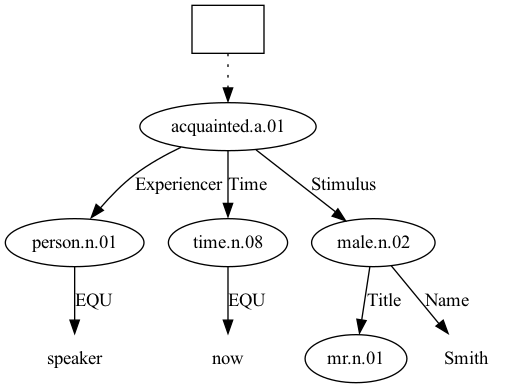 acquainted.a.01
Experiencer Time Stimulus
person.n.01 time.n.08 male.n.02
EQU EQU Title Name
speaker now mr.n.01 Smith